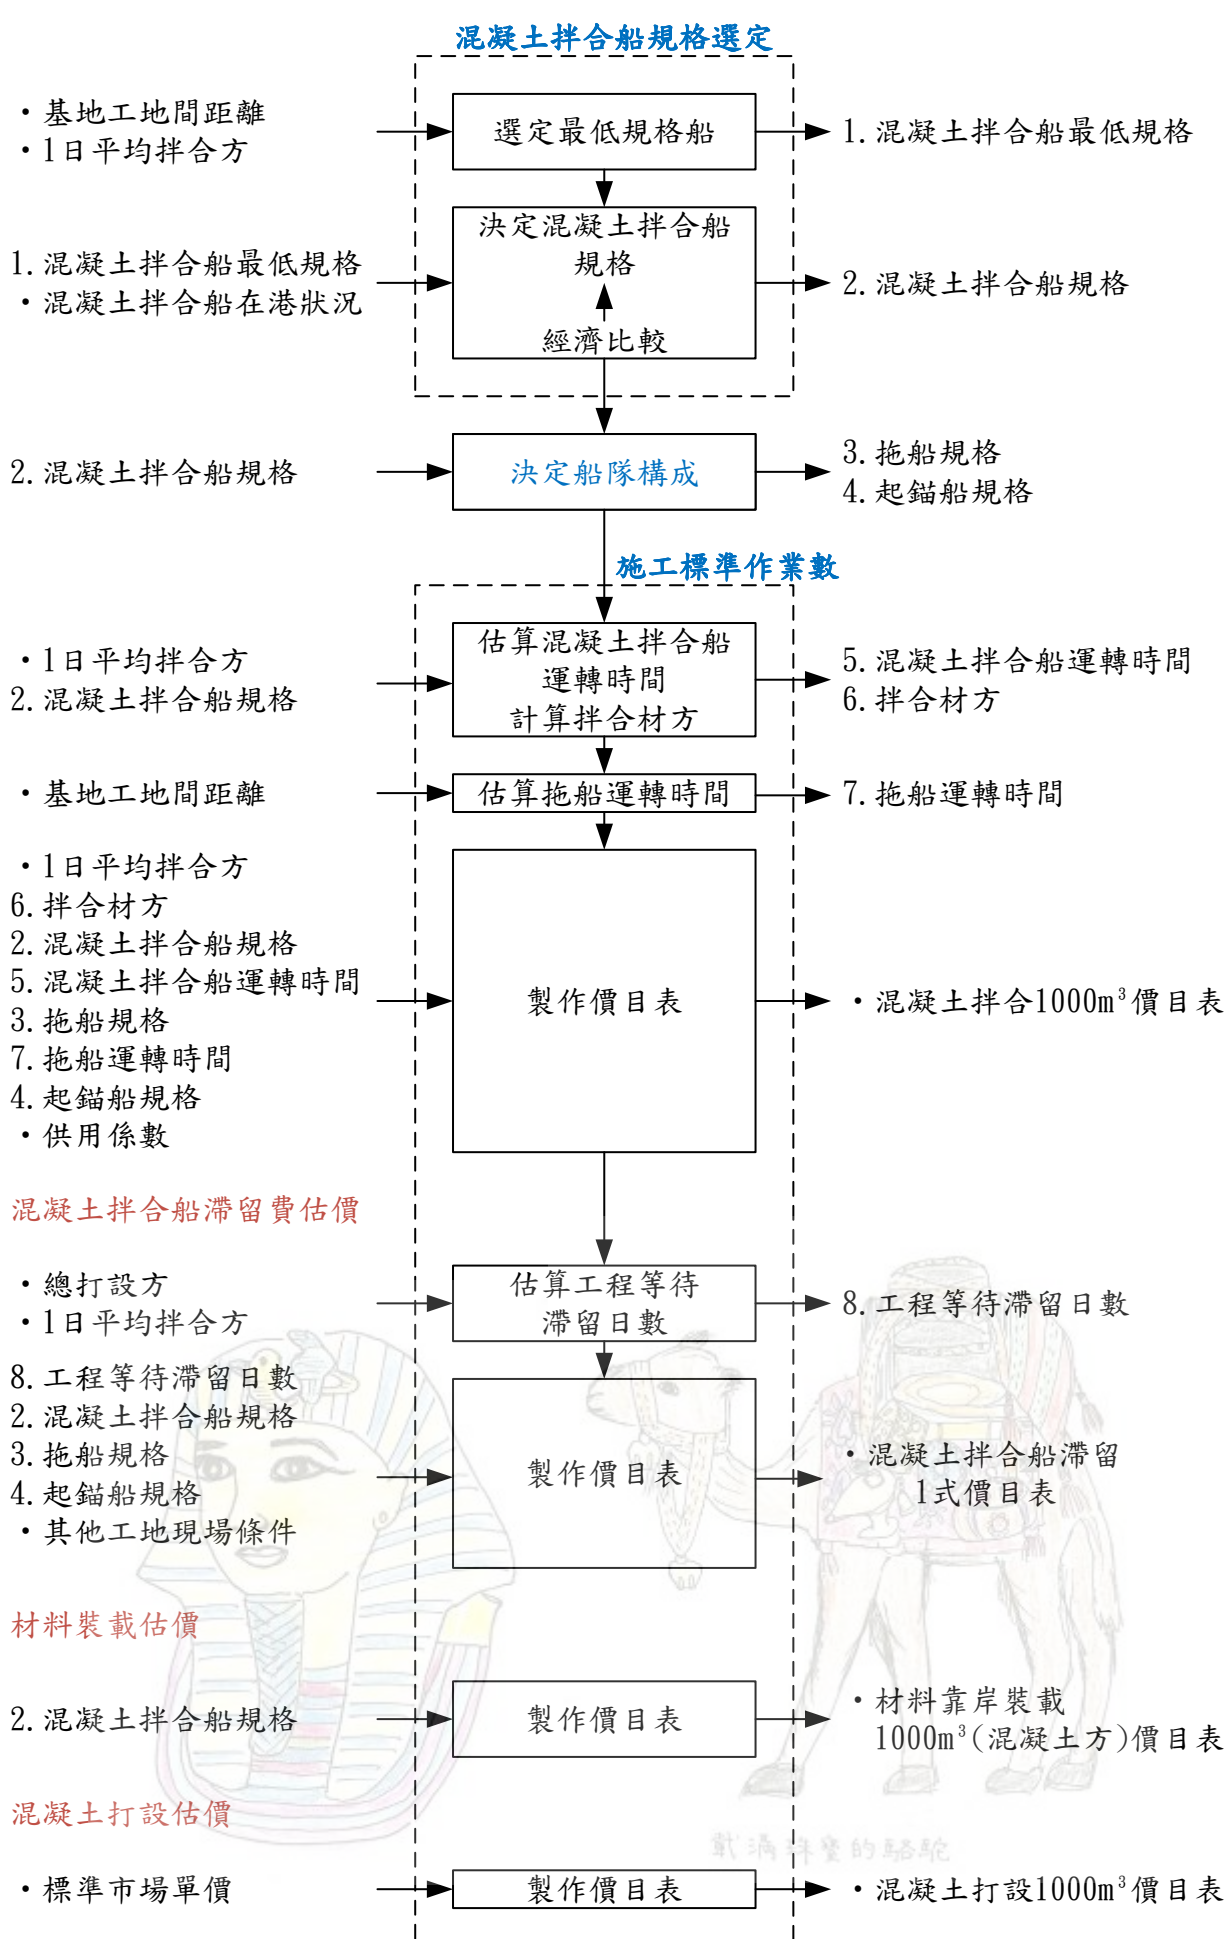 混凝土拌合船規格選定
・基地工地間距離
・1日平均拌合方
選定最低規格船
1.混凝土拌合船最低規格
1.混凝土拌合船最低規格
・混凝土拌合船在港狀況
決定混凝土拌合船
規格
經濟比較
2.混凝土拌合船規格
2.混凝土拌合船規格
決定船隊構成
3.拖船規格
4.起錨船規格
施工標準作業數
・1日平均拌合方
2.混凝土拌合船規格
估算混凝土拌合船
運轉時間
計算拌合材方
5.混凝土拌合船運轉時間
6.拌合材方
・基地工地間距離
估算拖船運轉時間
7.拖船運轉時間
・1日平均拌合方
6.拌合材方
2.混凝土拌合船規格
5.混凝土拌合船運轉時間
3.拖船規格
7.拖船運轉時間
4.起錨船規格
・供用係數
製作價目表
・混凝土拌合1000m³價目表
混凝土拌合船滯留費估價
・總打設方
・1日平均拌合方
估算工程等待
滯留日數
8.工程等待滯留日數
8.工程等待滯留日數
2.混凝土拌合船規格
3.拖船規格
4.起錨船規格
・其他工地現場條件
製作價目表
・混凝土拌合船滯留
1式價目表
材料裝載估價
2.混凝土拌合船規格
製作價目表
・材料靠岸裝載
1000m³(混凝土方)價目表
混凝土打設估價
載滿珠寶的駱駝
・標準市場單價
製作價目表
・混凝土打設1000m³價目表